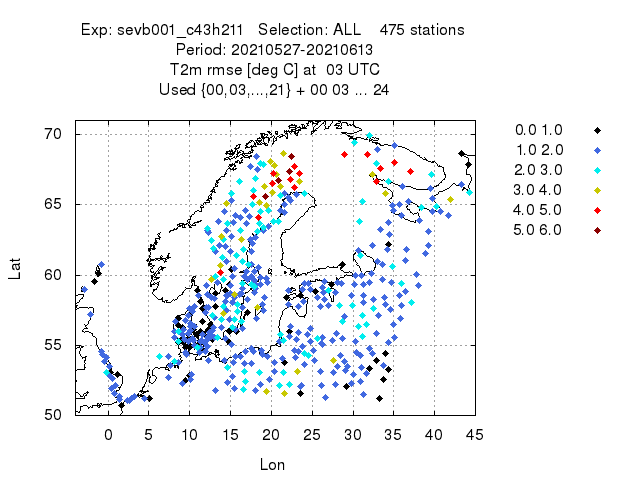 Exp: sevb001_c43h211   Selection: ALL    475 stations
Period: 20210527-20210613
T2m rmse [deg C] at  03 UTC
Used {00,03,...,21} + 00 03 ... 24
70
65
60
55
50
Lat
0 5 10 15 20 25 30 35 40 45
Lon
0.0 1.0
1.0 2.0
2.0 3.0
3.0 4.0
4.0 5.0
5.0 6.0